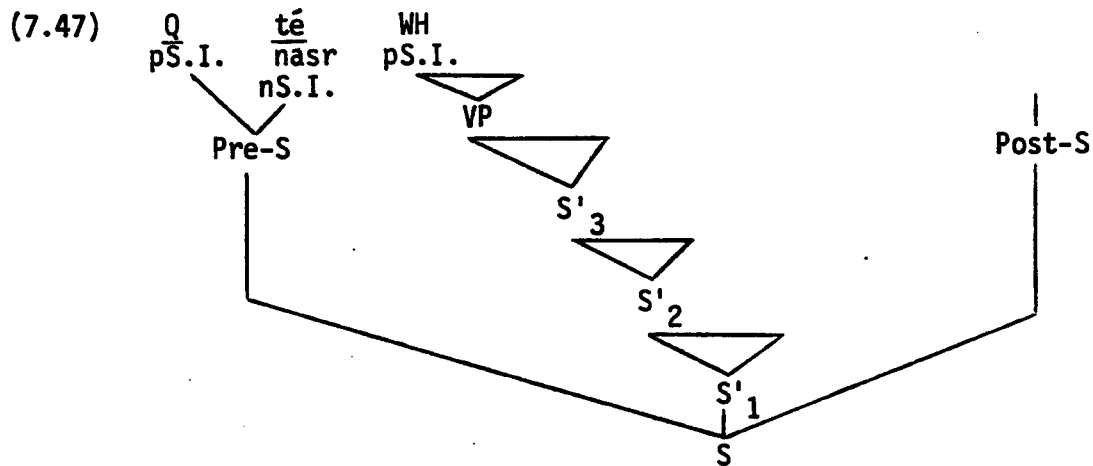 (7.47) Q té WH
pS.I. nasr pS.I.
nS.I.
VP
Pre-S Post-S
S'3
S'2
S'1
S